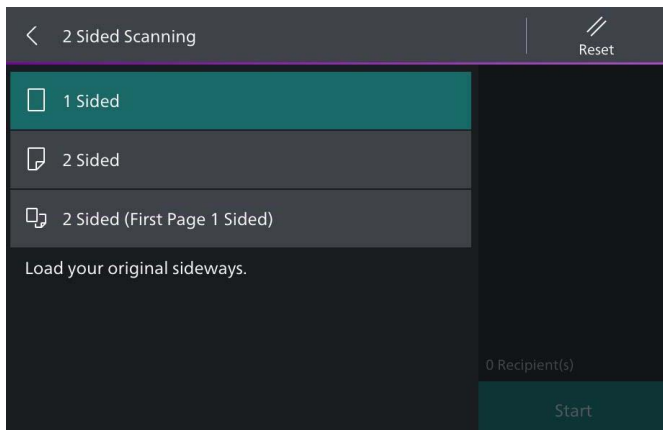 2 Sided Scanning
Reset
1 Sided
2 Sided
2 Sided (First Page 1 Sided)
Load your original sideways.
0 Recipient(s)
Start